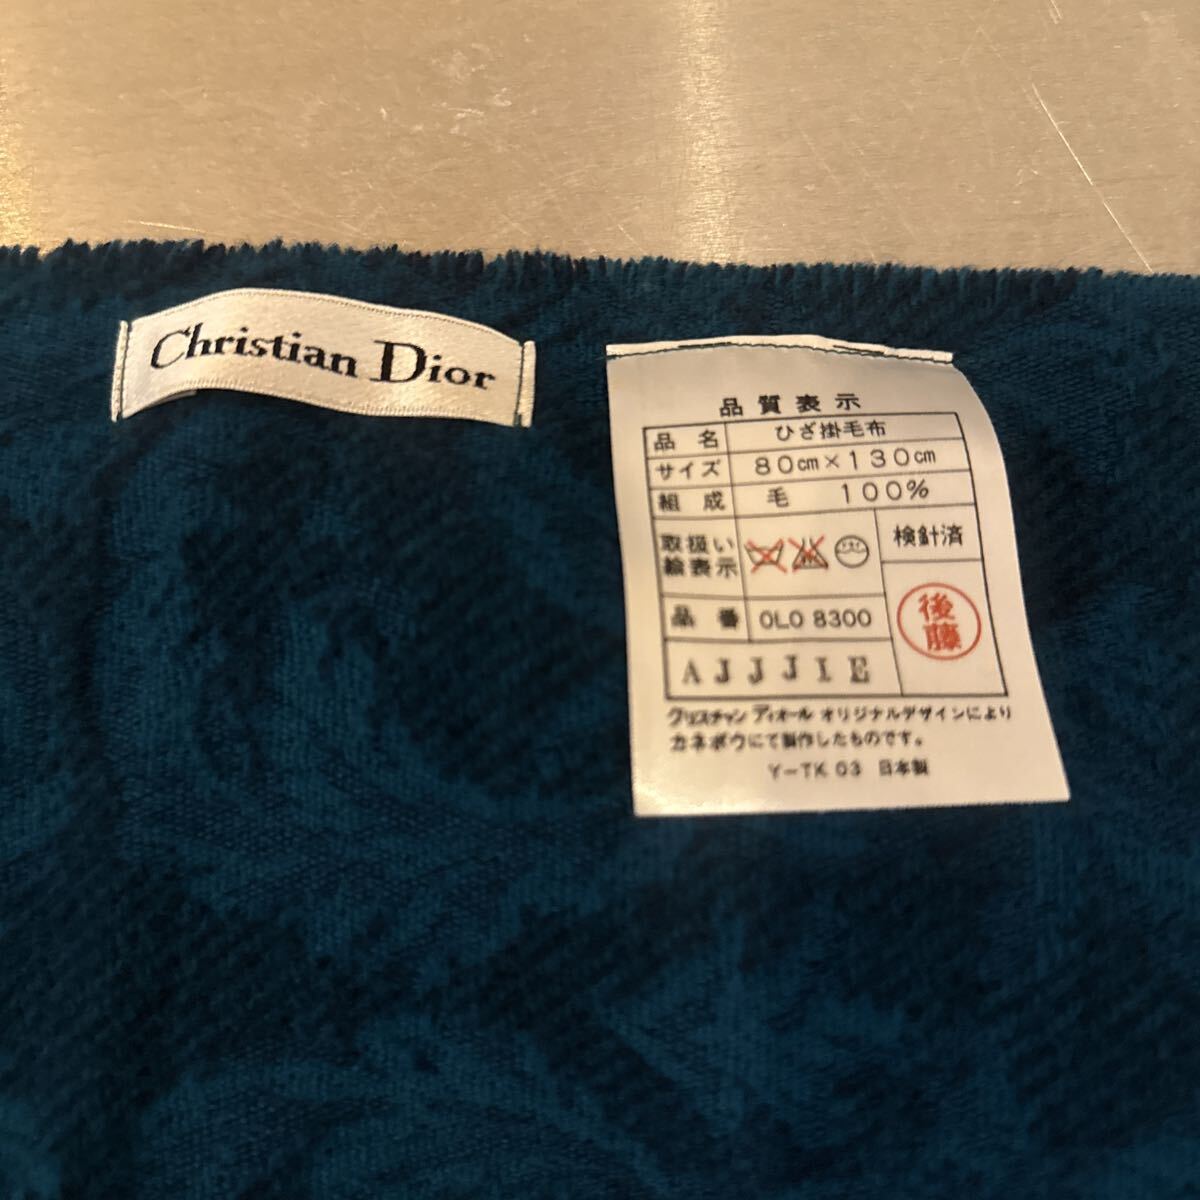 Christian Dior
品質表示
品名 ひざ掛毛布
サイズ 80cm×130cm
組成 毛 100%
取扱い
絵表示
検針済
後藤
品番 0L0 8300
AJJJIE
クリスチャン ディオール オリジナルデザインにより
カネボウにて製作したものです。
Y-TK 03 日本製